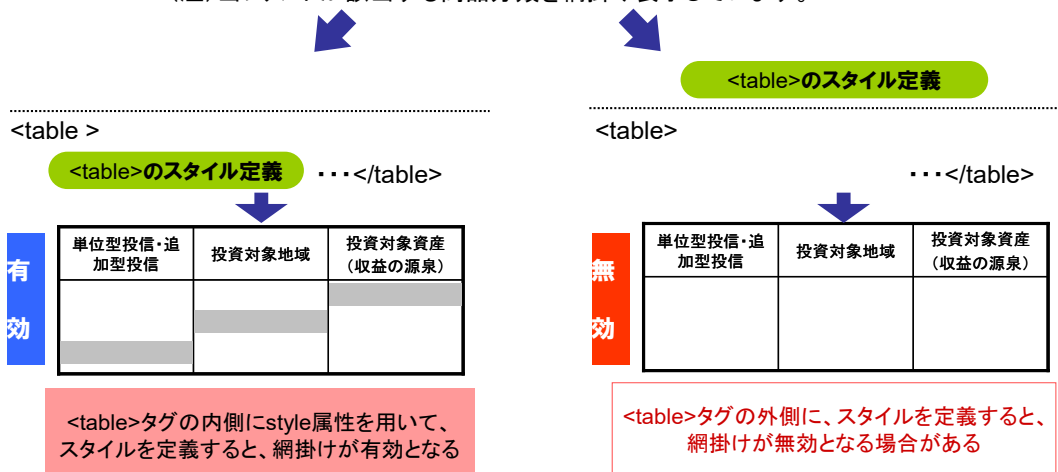 <table>のスタイル定義
<table >
<table>のスタイル定義 ・・・</table>
有効
単位型投信・追
加型投信
投資対象地域
投資対象資産
(収益の源泉)
<table>タグの内側にstyle属性を用いて、
スタイルを定義すると、網掛けが有効となる
<table>
・・・</table>
無効
単位型投信・追
加型投信
投資対象地域
投資対象資産
(収益の源泉)
<table>タグの外側に、スタイルを定義すると、
網掛けが無効となる場合がある